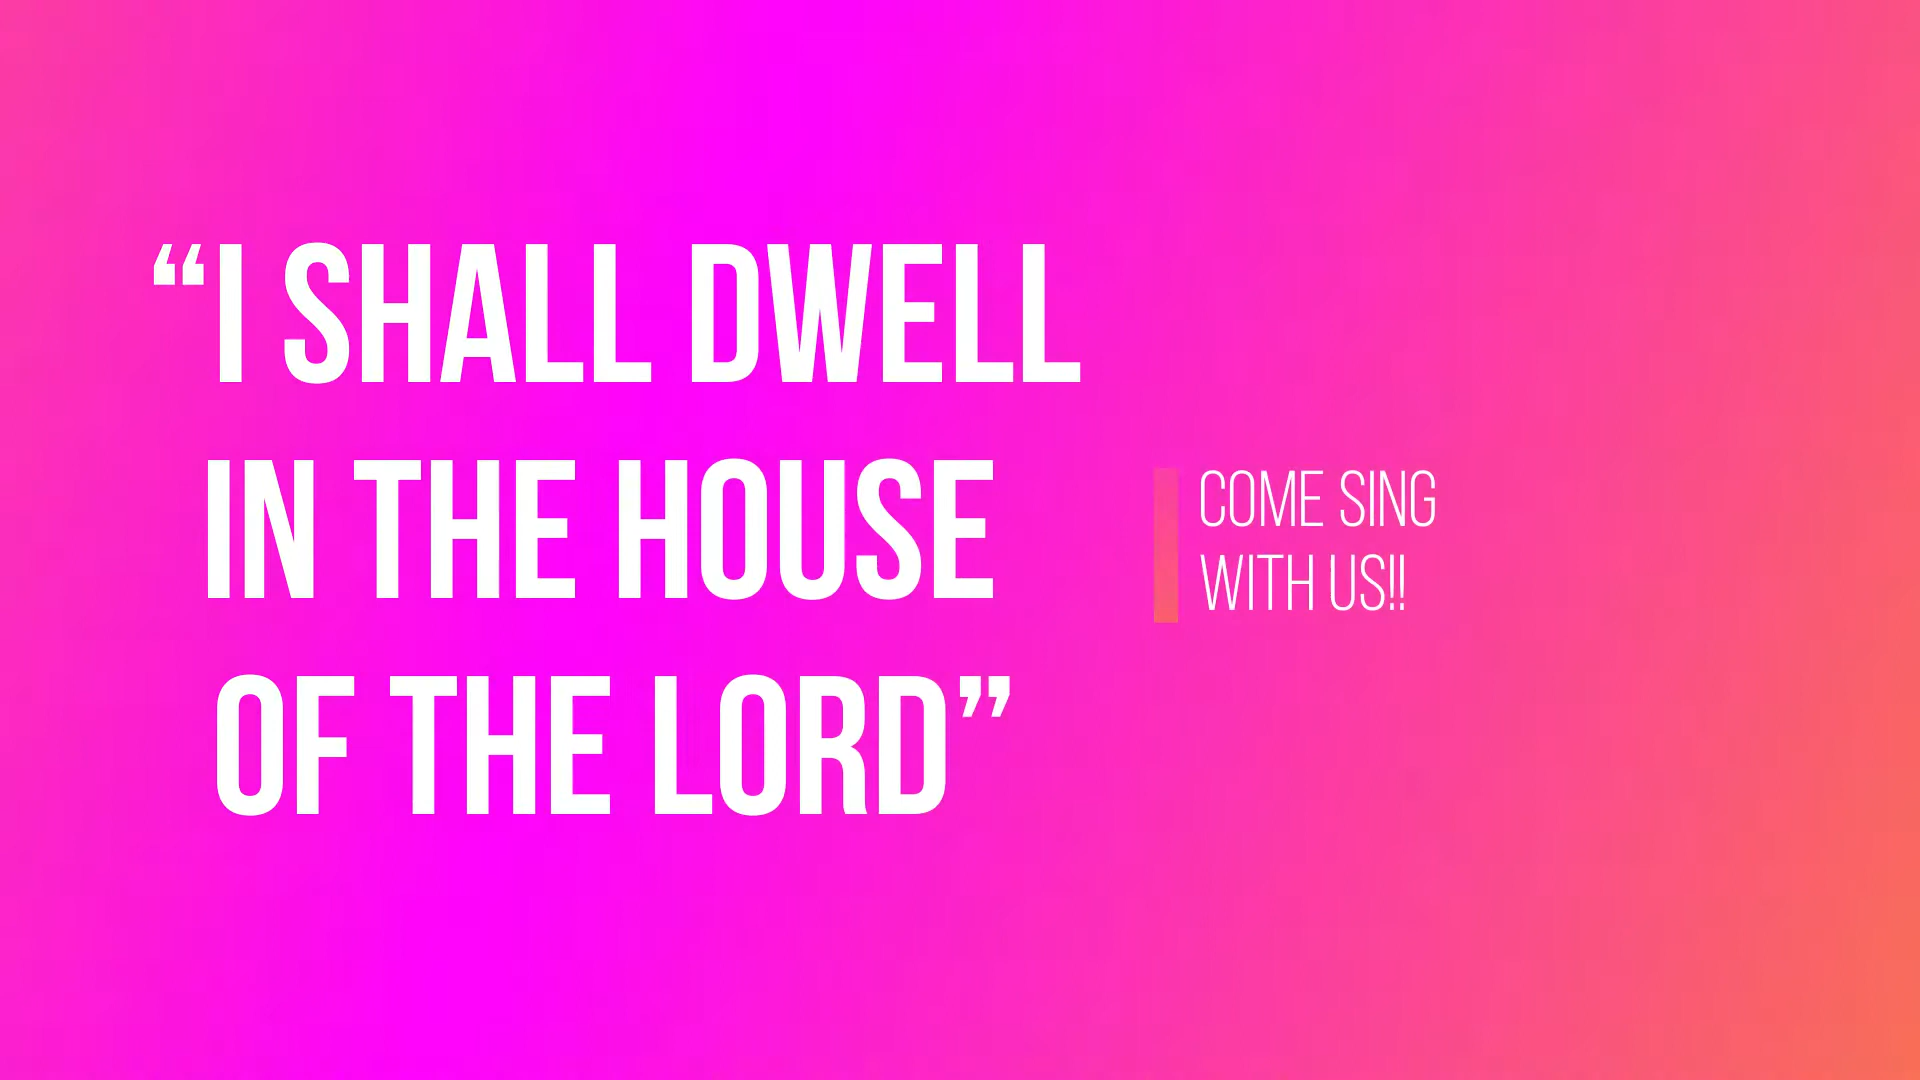 “I SHALL DWELL
IN THE HOUSE
OF THE LORD”
COME SING
WITH US!!